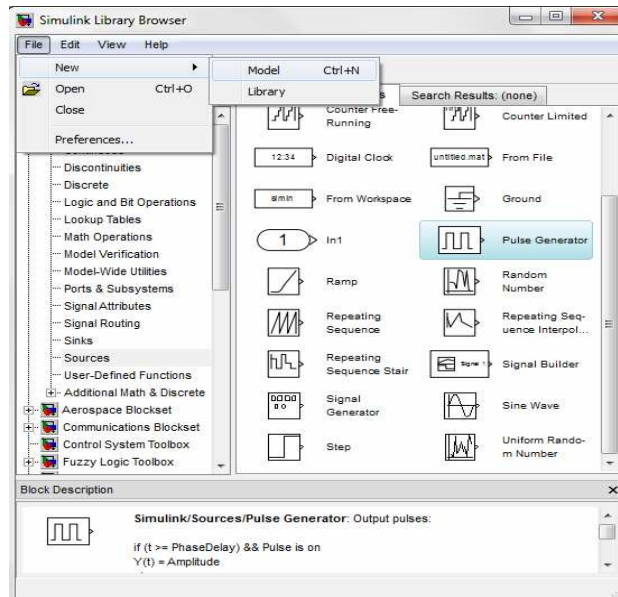 Simulink Library Browser
File Edit View Help
New
Open Ctrl+O
Close
Preferences...
Model Ctrl+N
Library
Search Results: (none)
Discontinuities
Discrete
Logic and Bit Operations
Lookup Tables
Math Operations
Model Verification
Model-Wide Utilities
Ports & Subsystems
Signal Attributes
Signal Routing
Sinks
Sources
User-Defined Functions
Additional Math & Discrete
Aerospace Blockset
Communications Blockset
Control System Toolbox
Fuzzy Logic Toolbox
Counter Free-
Running
Counter Limited
12:34
Digital Clock
untitled.mat
From File
simin
From Workspace
Ground
1
In1
Pulse Generator
Ramp
Random
Number
Repeating
Sequence
Repeating Seq-
uence Interpol...
Repeating
Sequence Stair
Signal 1
Signal Builder
Signal
Generator
Sine Wave
Step
Uniform Rando-
m Number
Block Description
Simulink/Sources/Pulse Generator: Output pulses:
if (t >= PhaseDelay) && Pulse is on
Y(t) = Amplitude